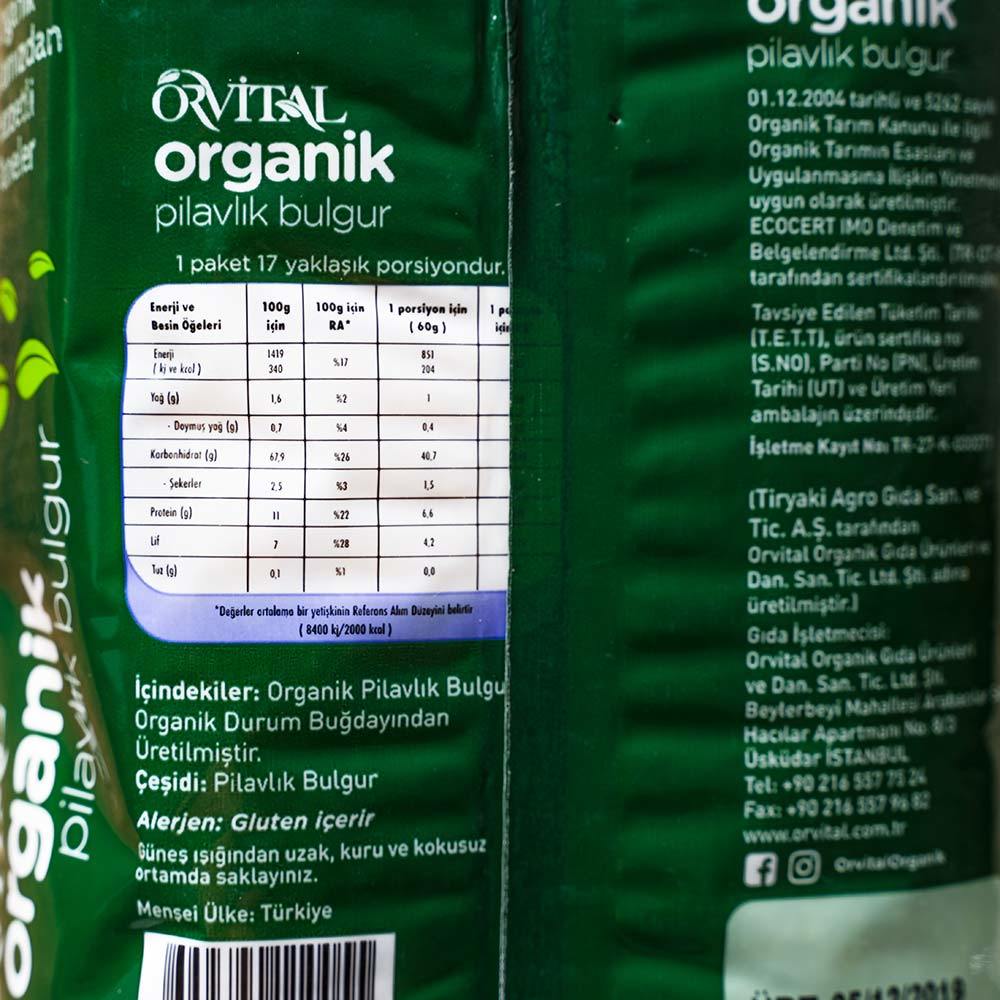 ORVİTAL
organik
pilavlık bulgur
1 paket 17 yaklaşık porsiyondur.
Enerji ve Besin Öğeleri 100g için 100g için RA* 1 porsiyon için ( 60g ) 1
Enerji ( kj ve kcal ) 1419 340 %17 851 204
Yağ (g) 1,6 %2 1
- Doymuş yağ (g) 0,7 %4 0,4
Karbonhidrat (g) 67,9 %26 40,7
- Şekerler 2,5 %3 1,5
Protein (g) 11 %22 6,6
Lif 7 %28 4,2
Tuz (g) 0,1 %1 0,0
*Değerler ortalama bir yetişkinin Referans Alım Düzeyini belirtir
( 8400 kj/2000 kcal )
İçindekiler: Organik Pilavlık Bulgu
Organik Durum Buğdayından
Üretilmiştir.
Çeşidi: Pilavlık Bulgur
Alerjen: Gluten içerir
Güneş ışığından uzak, kuru ve kokusuz
ortamda saklayınız.
Menşei Ülke: Türkiye
organik
pilavlık bulgur
organik
pilavlık bulgur
01.12.2004 tarihli ve 5262
Organik Tarım Kanunu ile
Organik Tarımın Esasları ve
Uygulanmasına İlişkin
uygun olarak üretilmiştir.
ECOCERT IMO Denetim ve
Belgelendirme Ltd. Şti.
tarafından
Tavsiye Edilen Tüketim Tarihi
(T.E.T.T), ürün sertifika no
(S.NO), Parti No (PN), Üretim
Tarihi (UT) ve Üretim Yeri
ambalajın üzerindedir.
İşletme Kayıt No:
(Tiryaki Agro Gıda San. ve
Tic. A.Ş. tarafından
Orvital Organik Gıda Ürünleri
Dan. San. Tic. Ltd. Şti. adına
üretilmiştir.)
Gıda İşletmecisi:
Orvital Organik Gıda Ürünleri
ve Dan. San. Tic. Ltd. Şti.
Beylerbeyi Mahallesi
Hacılar Apartmanı No: 8/3
Üsküdar İSTANBUL
Tel: +90 216 557 75 24
Fax: +90 216 557 96 82
www.orvital.com.tr
OrvitalOrganik